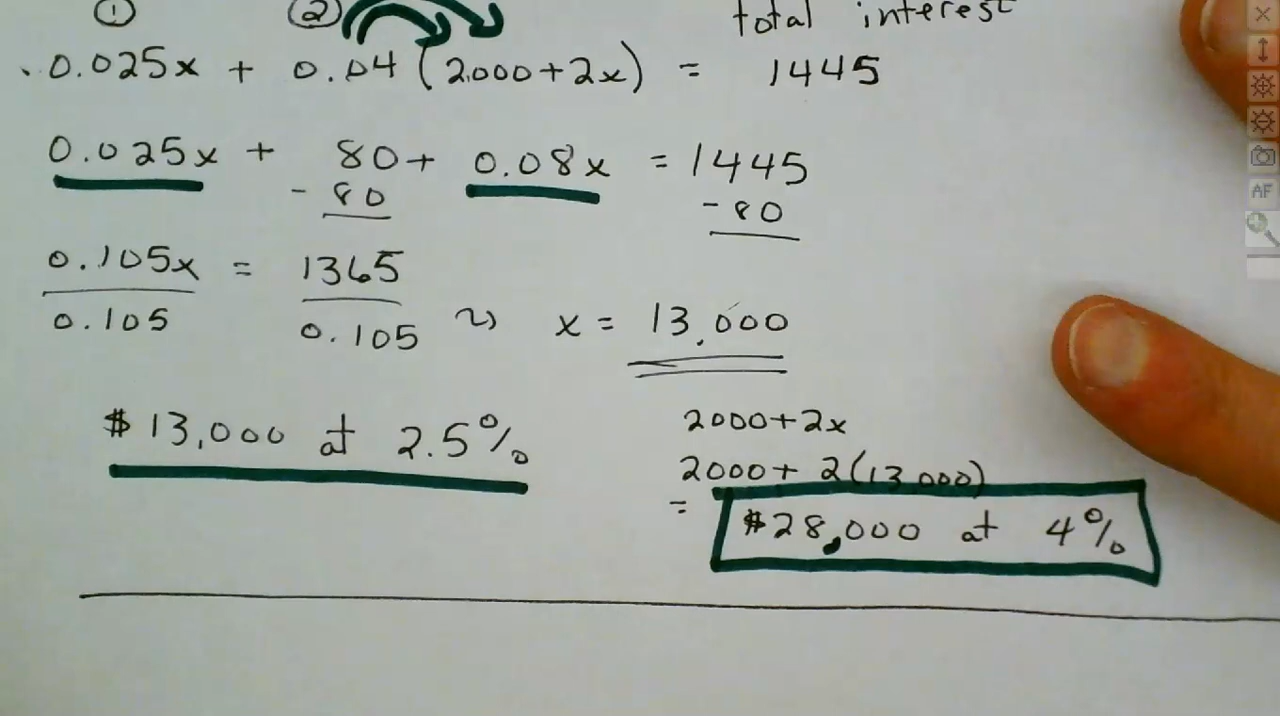 ① ② total interest
0.025x + 0.04 (2000+2x) = 1445
0.025x + 80+ 0.08x = 1445
- 80 -80
0.105x = 1365
0.105 0.105 x = 13,000
$13,000 at 2.5%
2000+2x
2000+ 2(13000)
= $28,000 at 4%
AF